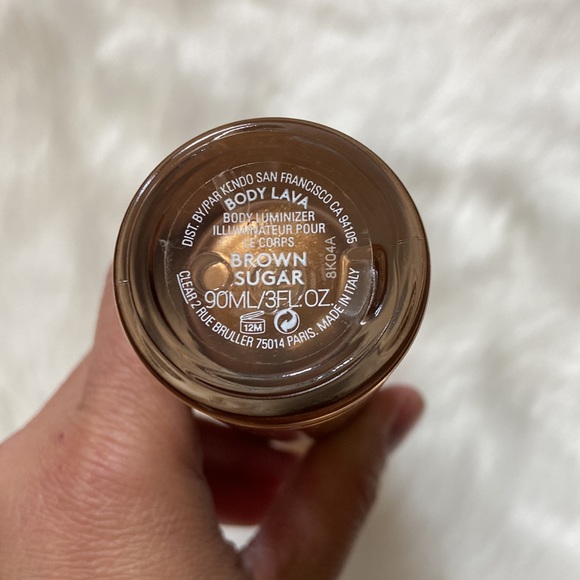 DIST. BY/PAR KENDO SAN FRANCISCO CA 94105
BODY LAVA
BODY LUMINIZER
ILLUMINATEUR POUR
LE CORPS
BROWN
SUGAR
8K04A
90ML/3FL.OZ.
12M
CLEAR 2 RUE BRULLER 75014 PARIS. MADE IN ITALY